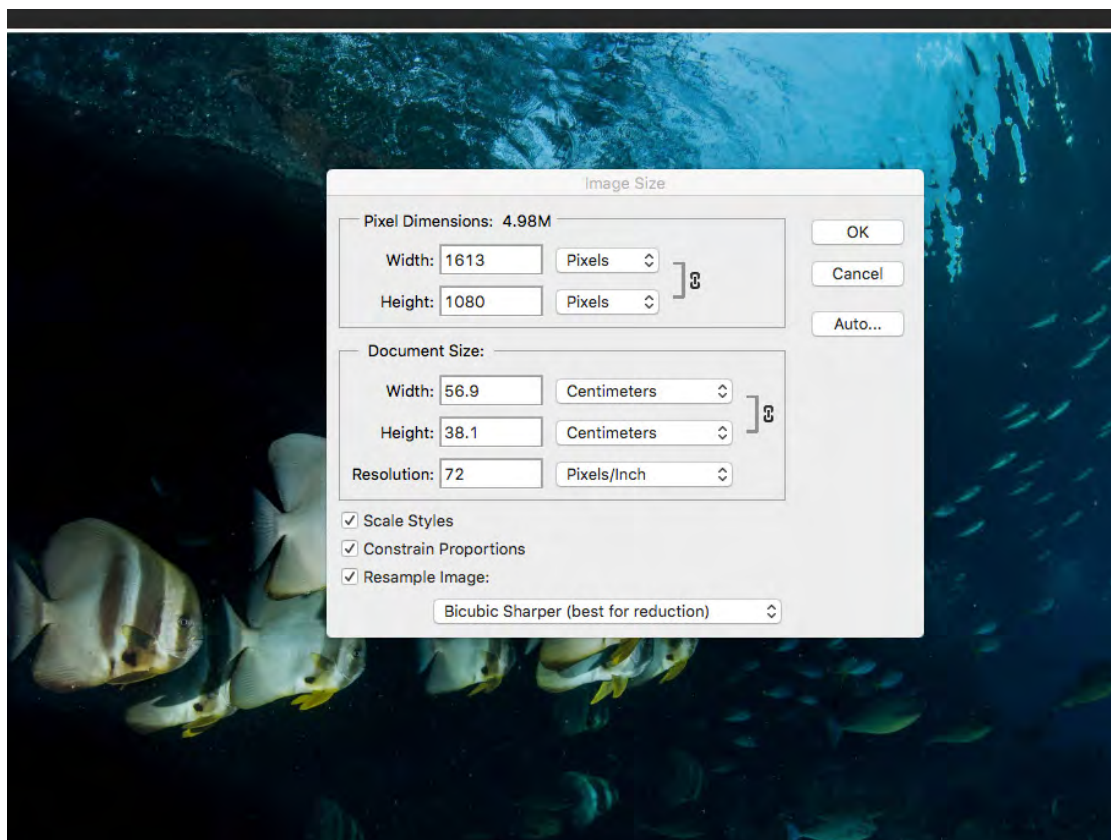 Image Size
Pixel Dimensions: 4.98M
OK
Width: 1613 Pixels
Cancel
Height: 1080 Pixels
Auto...
Document Size:
Width: 56.9 Centimeters
Height: 38.1 Centimeters
Resolution: 72 Pixels/Inch
Scale Styles
Constrain Proportions
Resample Image:
Bicubic Sharper (best for reduction)